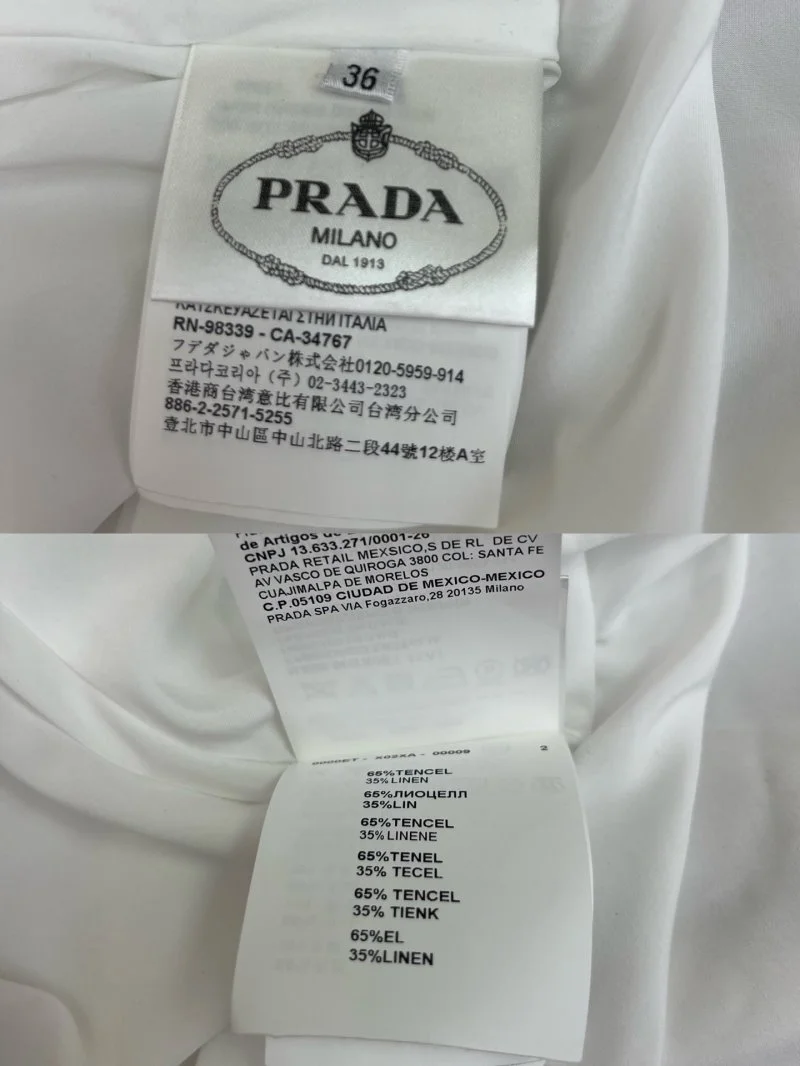 36
PRADA
MILANO
DAL 1913
ΚΑΤΣΚΕΥΑΖΕΤΑΙ ΣΤΗΝ ΙΤΑΛΙΑ
RN-98339 - CA-34767
フデダジャバン株式会社0120-5959-914
프라다코리아 (주) 02-3443-2323
香港商台湾意比有限公司台湾分公司
886-2-2571-5255
壹北市中山區中山北路二段44號12楼A室
de Artigos de
CNPJ 13.633.271/0001-26
PRADA RETAIL MEXSICO,S DE RL DE CV
AV VASCO DE QUIROGA 3800 COL: SANTA FE
CUAJIMALPA DE MORELOS
C.P.05109 CIUDAD DE MEXICO-MEXICO
PRADA SPA VIA Fogazzaro,28 20135 Milano
2
65%TENCEL
35%LINEN
65%ЛИОЦЕЛЛ
35%LIN
65%TENCEL
35%LINENE
65%TENEL
35% TECEL
65% TENCEL
35% TIENK
65%EL
35%LINEN